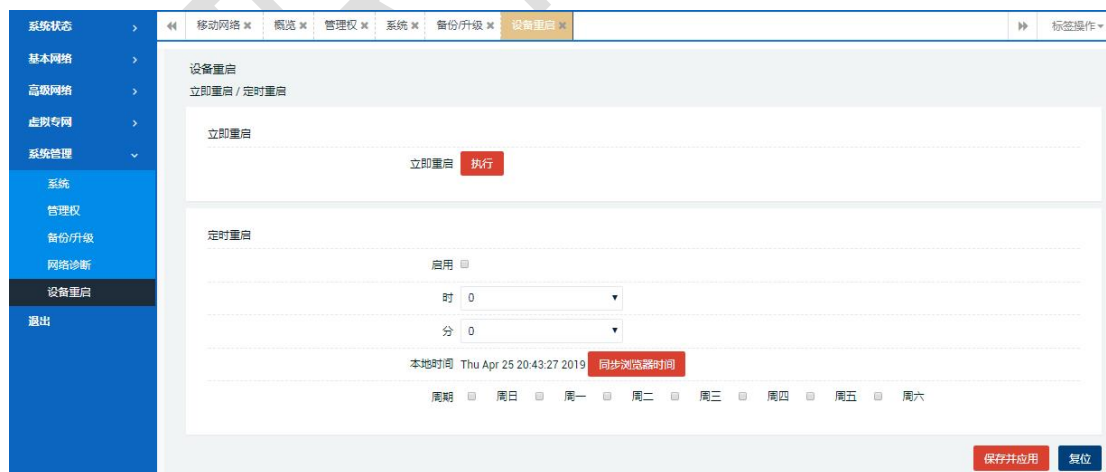 系统状态
基本网络
高级网络
虚拟专网
系统管理
系统
管理权
备份/升级
网络诊断
设备重启
退出
移动网络 概览 管理权 系统 备份/升级 设备重启 标签操作
设备重启
立即重启 / 定时重启
立即重启
立即重启 执行
定时重启
启用
时 0
分 0
本地时间 Thu Apr 25 20:43:27 2019 同步浏览器时间
周期 周日 周一 周二 周三 周四 周五 周六
保存并应用 复位